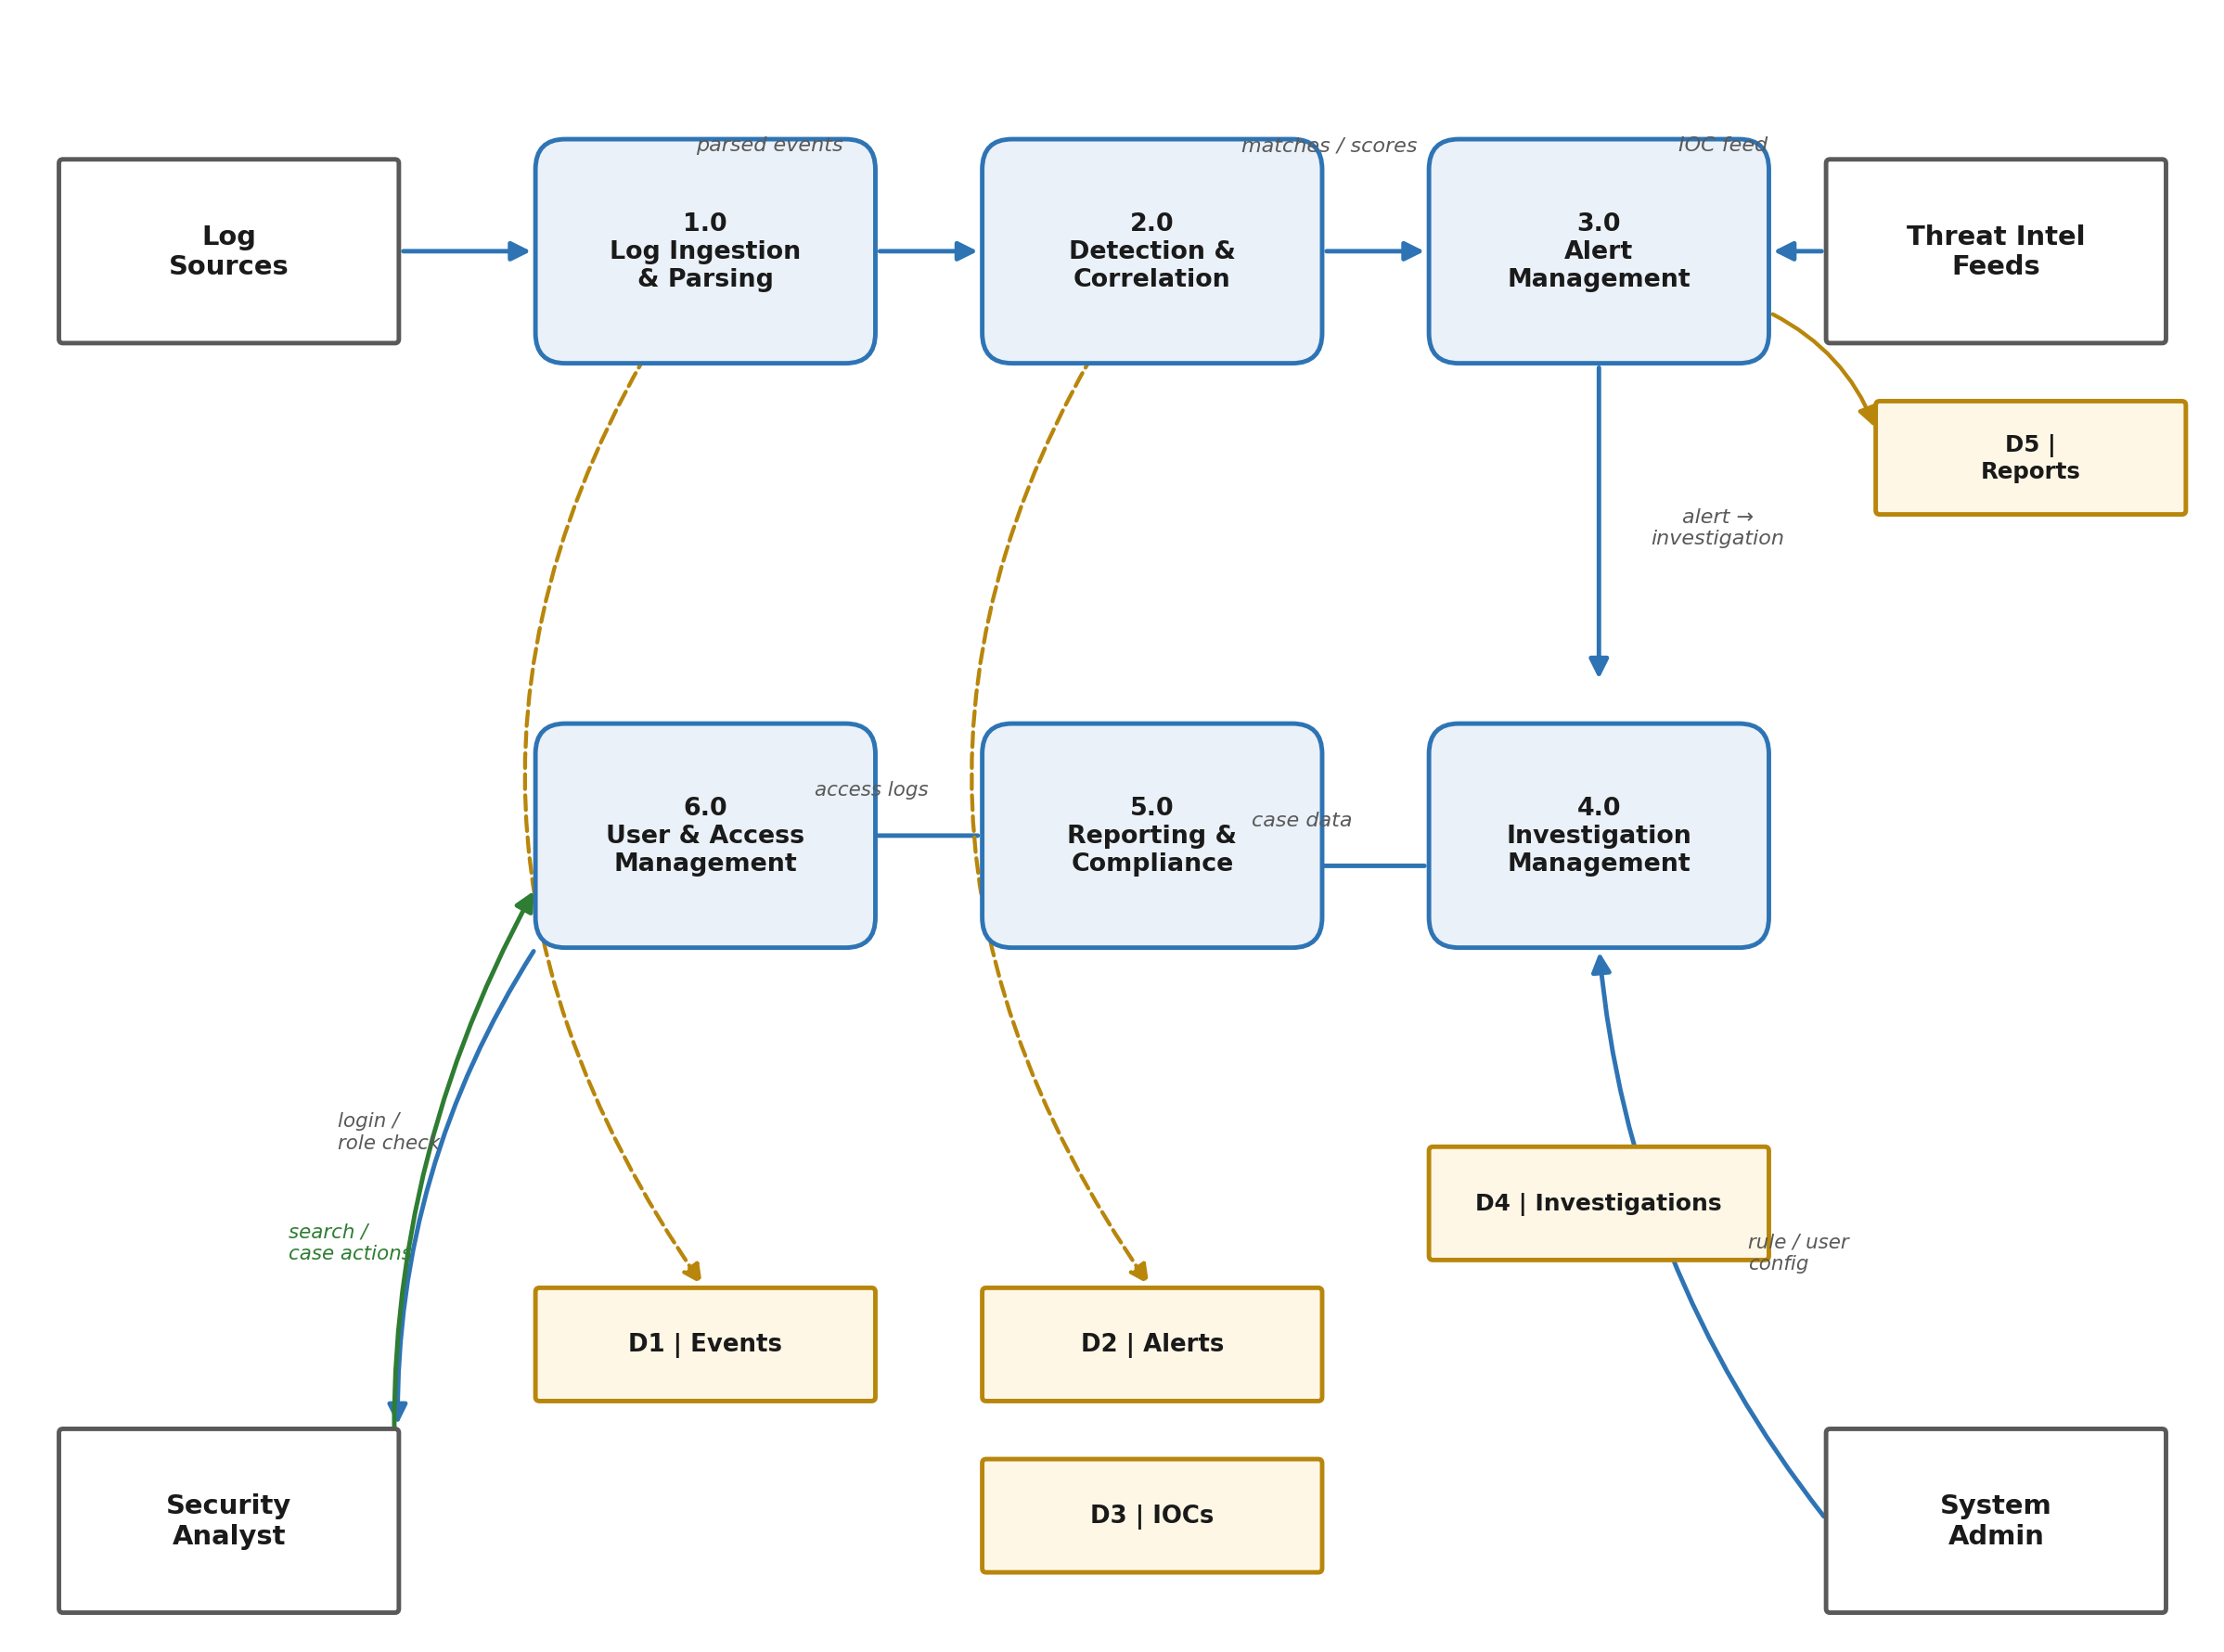 parsed events
matches / scores
IOC feed
Log
Sources
1.0
Log Ingestion
& Parsing
2.0
Detection &
Correlation
3.0
Alert
Management
Threat Intel
Feeds
D5 |
Reports
alert →
investigation
6.0
User & Access
Management
access logs
5.0
Reporting &
Compliance
case data
4.0
Investigation
Management
login /
role check
search /
case actions
D4 | Investigations
rule / user
config
D1 | Events
D2 | Alerts
D3 | IOCs
Security
Analyst
System
Admin